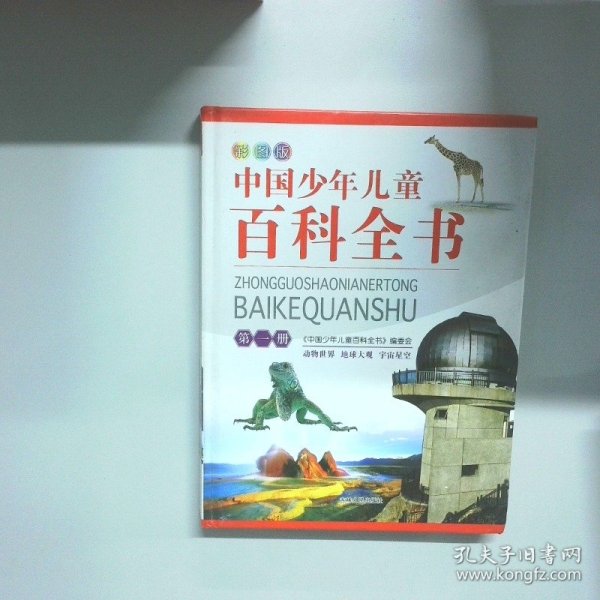 彩图版
中国少年儿童
百科全书
ZHONGGUOSHAONIANERTONG
BAIKEQUANSHU
第一册
《中国少年儿童百科全书》编委会
动物世界 地球大观 宇宙星空
孔夫子旧书网
www.kongfz.com